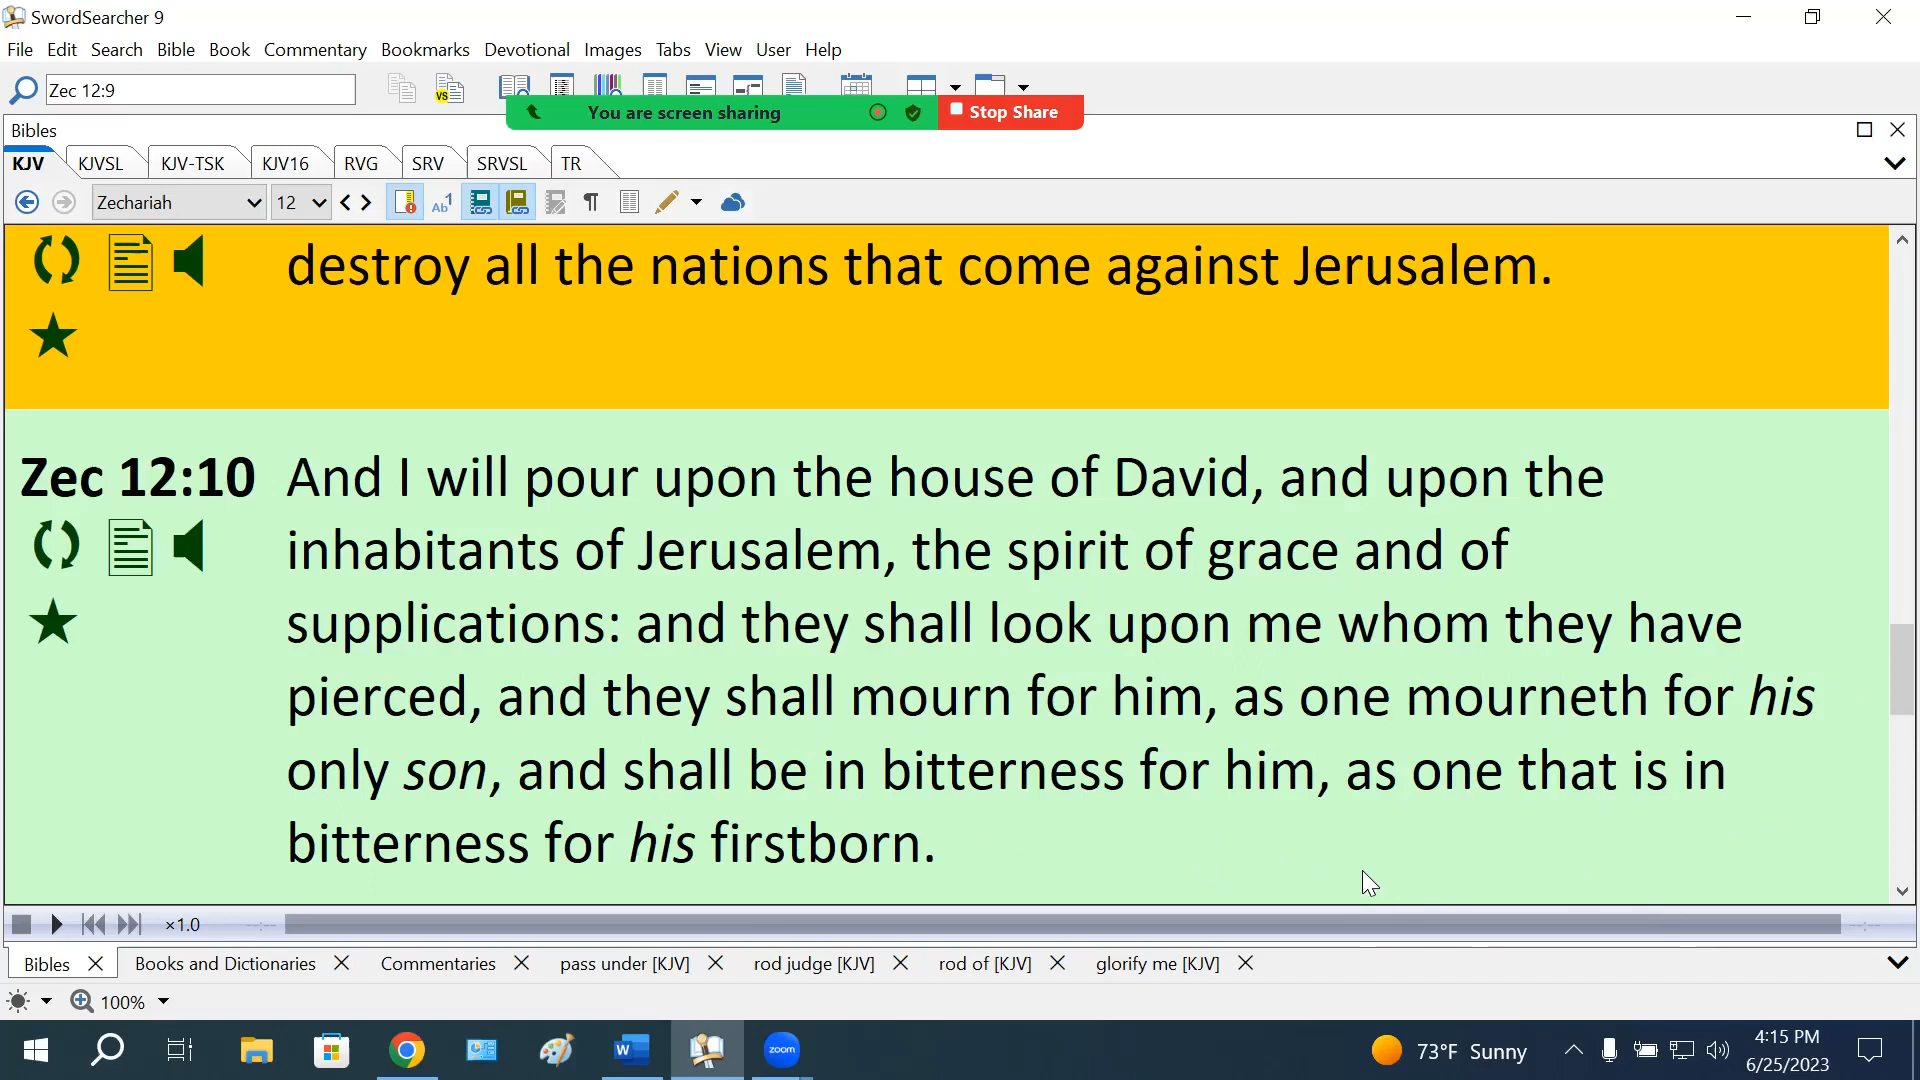 SwordSearcher 9
File Edit Search Bible Book Commentary Bookmarks Devotional Images Tabs View User Help
Zec 12:9
VS
You are screen sharing
Stop Share
Bibles
KJV KJVSL KJV-TSK KJV16 RVG SRV SRVSL TR
Zechariah 12 Ab1
destroy all the nations that come against Jerusalem.
Zec 12:10 And I will pour upon the house of David, and upon the
inhabitants of Jerusalem, the spirit of grace and of
supplications: and they shall look upon me whom they have
pierced, and they shall mourn for him, as one mourneth for his
only son, and shall be in bitterness for him, as one that is in
bitterness for his firstborn.
×1.0 --:-- --:--
Bibles Books and Dictionaries Commentaries pass under [KJV] rod judge [KJV] rod of [KJV] glorify me [KJV]
100%
W zoom 73°F Sunny 4:15 PM
6/25/2023